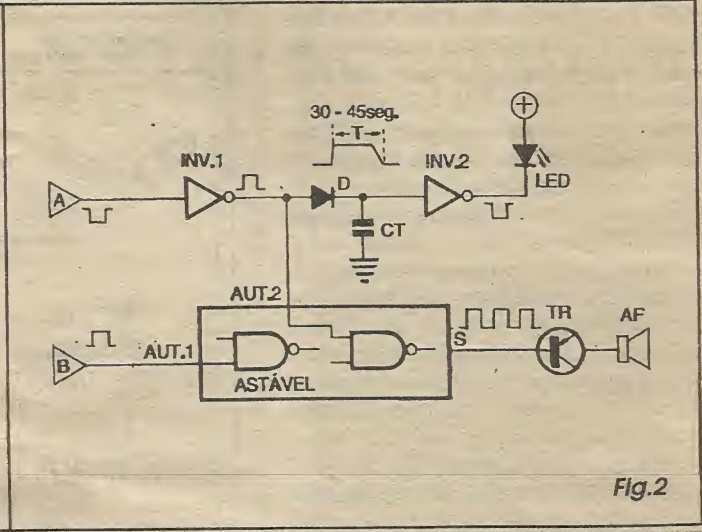 30 - 45seg.
T
INV.1
INV.2
D
LED
A
CT
AUT.2
B
AUT.1
ASTÁVEL
S
TR
AF
Fig.2